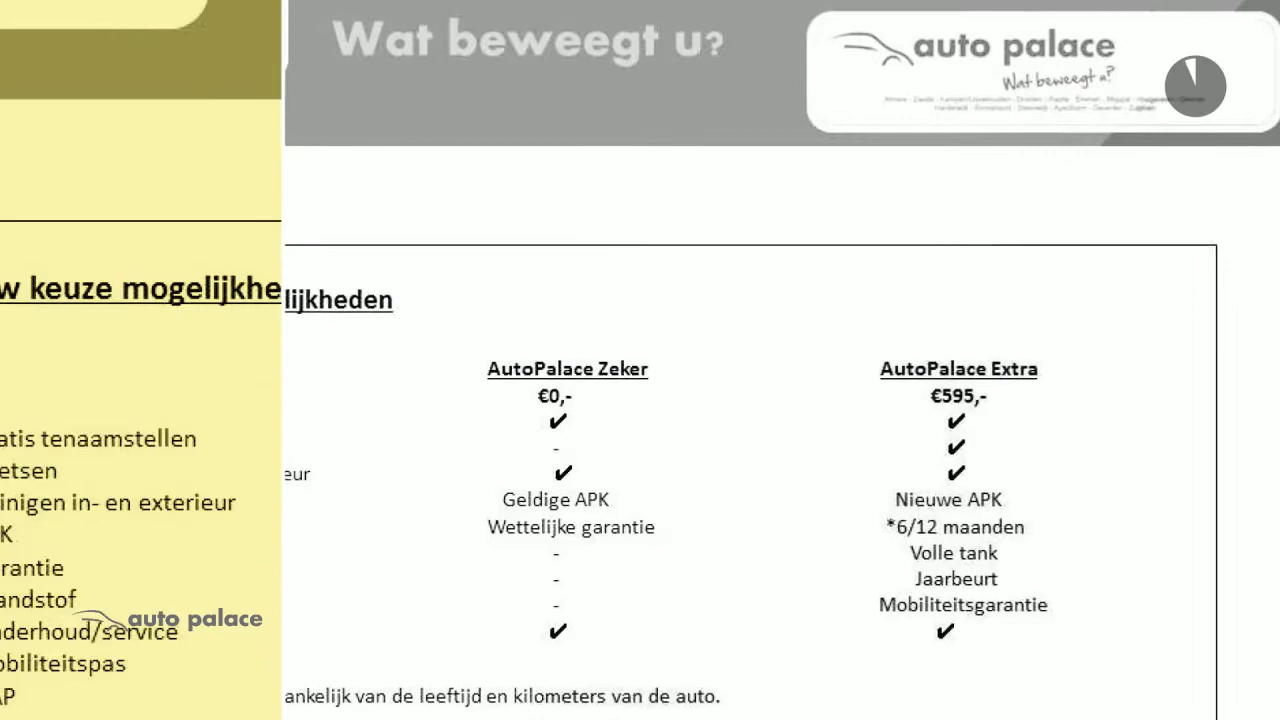 Wat beweegt u?
auto palace
Wat beweegt u?
w keuze mogelijkhe
lijkheden
AutoPalace Zeker AutoPalace Extra
€0,- €595,-
✔ ✔
- ✔
eur ✔ ✔
Geldige APK Nieuwe APK
Wettelijke garantie *6/12 maanden
- Volle tank
- Jaarbeurt
- Mobiliteitsgarantie
✔ ✔
ankelijk van de leeftijd en kilometers van de auto.
atis tenaamstellen
etsen
inigen in- en exterieur
K
rantie
andstof
auto palace
nderhoud/service
obiliteitspas
AP